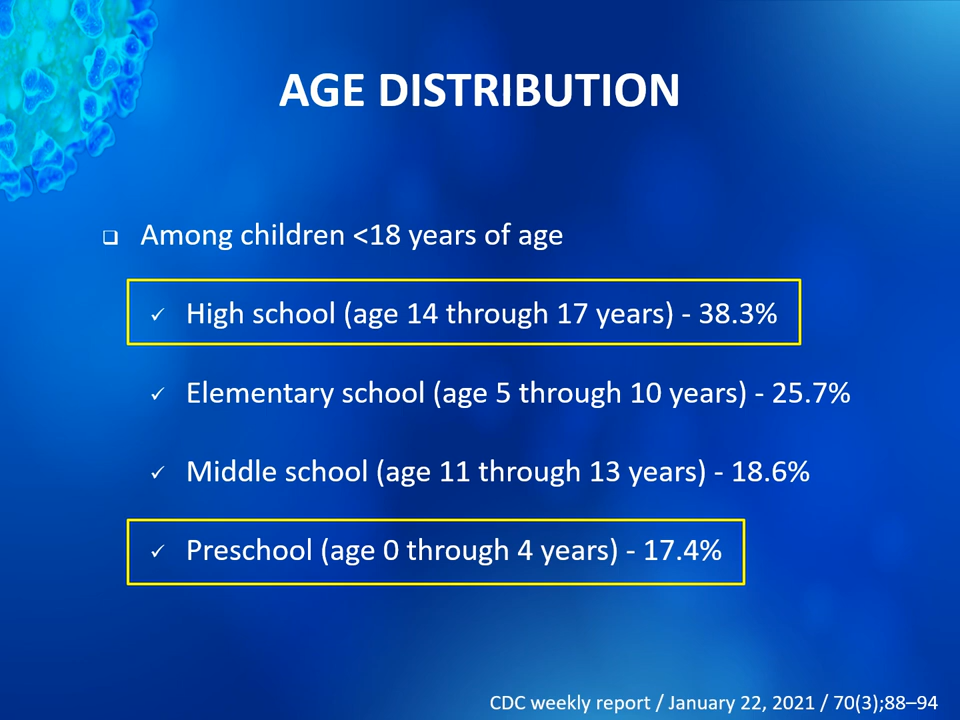 AGE DISTRIBUTION
Among children <18 years of age
High school (age 14 through 17 years) - 38.3%
Elementary school (age 5 through 10 years) - 25.7%
Middle school (age 11 through 13 years) - 18.6%
Preschool (age 0 through 4 years) - 17.4%
CDC weekly report / January 22, 2021 / 70(3);88–94